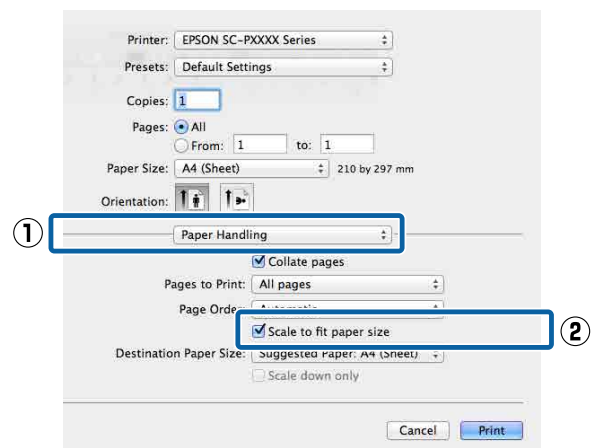 Printer: EPSON SC-PXXXX Series
Presets: Default Settings
Copies: 1
Pages: All
From: 1 to: 1
Paper Size: A4 (Sheet) 210 by 297 mm
Orientation:
1 Paper Handling
Collate pages
Pages to Print: All pages
Page Order: Automatic
Scale to fit paper size 2
Destination Paper Size: Suggested Paper: A4 (Sheet)
Scale down only
Cancel Print